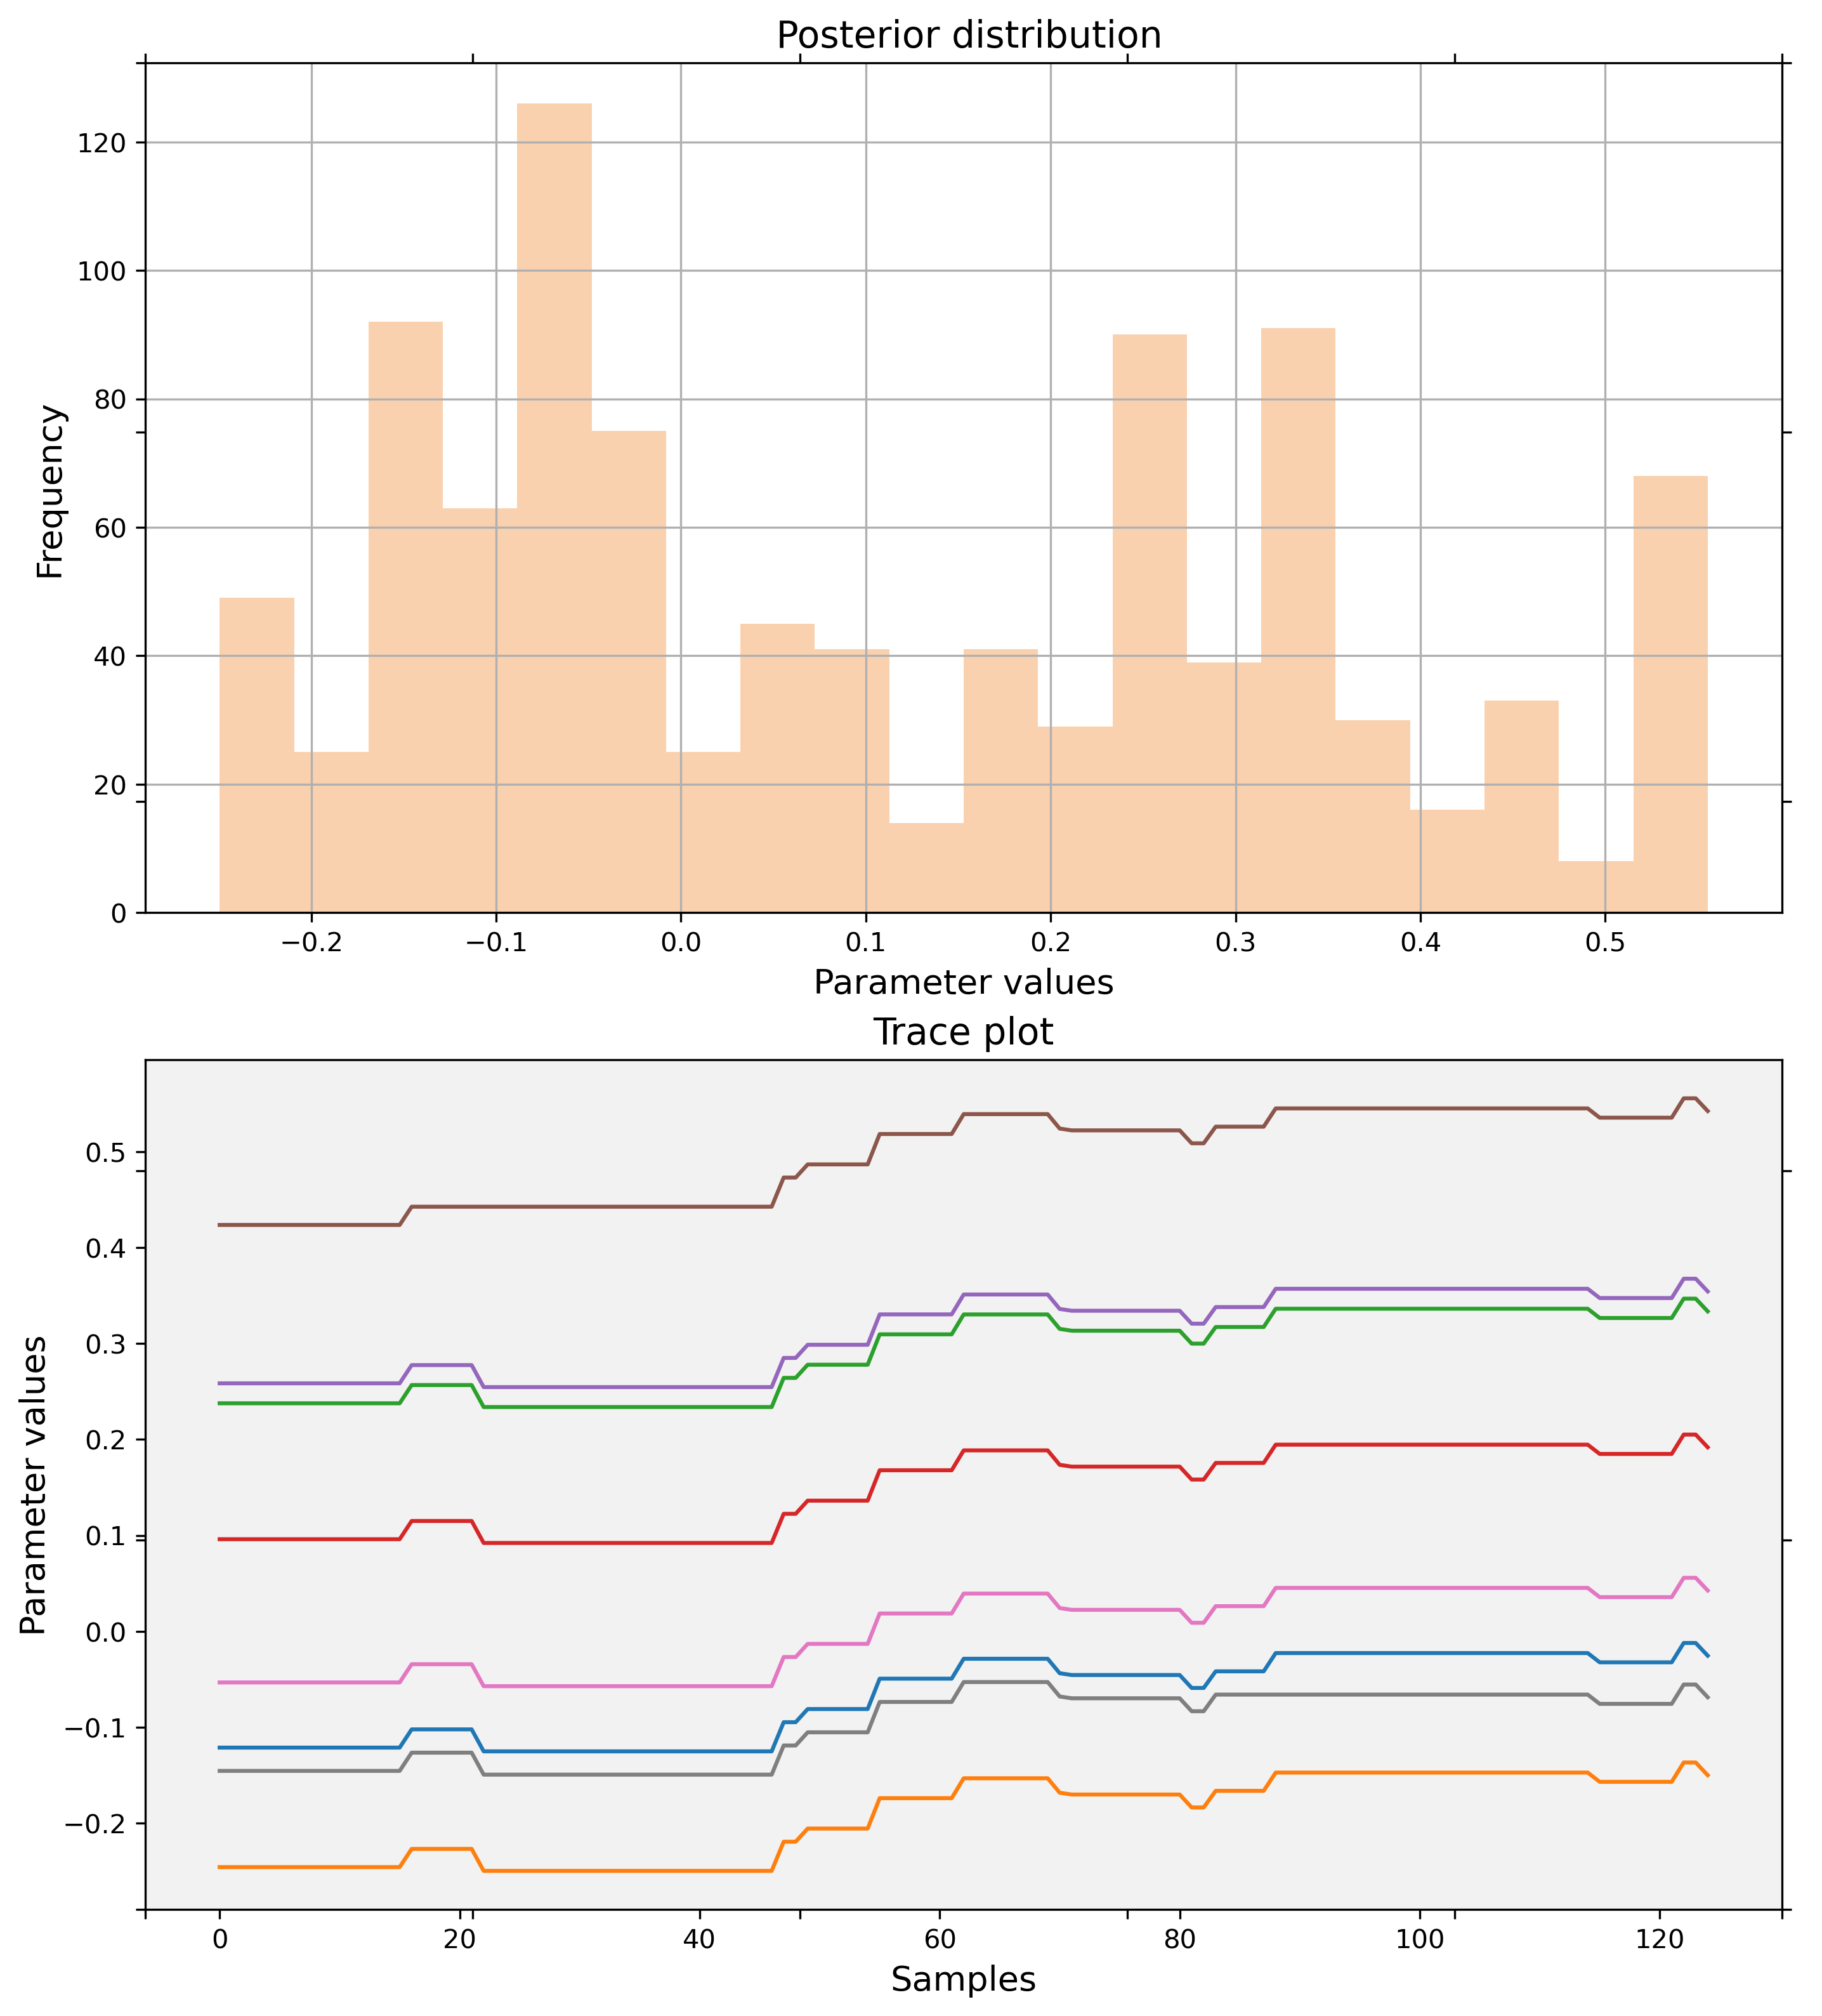 Posterior distribution
120
100
80
60
40
20
0
Frequency
−0.2 −0.1 0.0 0.1 0.2 0.3 0.4 0.5
Parameter values
Trace plot
0.5
0.4
0.3
0.2
0.1
0.0
−0.1
−0.2
Parameter values
0 20 40 60 80 100 120
Samples